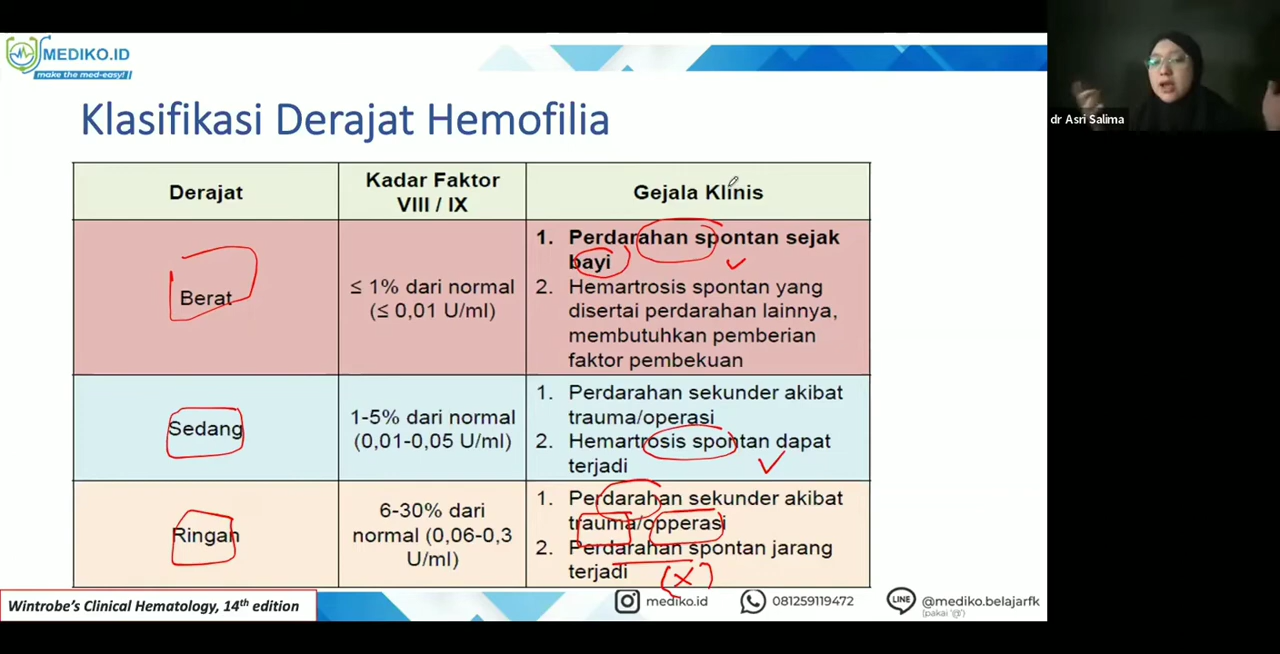 MEDIKO.ID
make the med-easy!
dr Asri Salima
Klasifikasi Derajat Hemofilia
Derajat
Kadar Faktor
VIII / IX
Gejala Klinis
Berat
≤ 1% dari normal
(≤ 0,01 U/ml)
1. Perdarahan spontan sejak
bayi
2. Hemartrosis spontan yang
disertai perdarahan lainnya,
membutuhkan pemberian
faktor pembekuan
Sedang
1-5% dari normal
(0,01-0,05 U/ml)
1. Perdarahan sekunder akibat
trauma/operasi
2. Hemartrosis spontan dapat
terjadi
Ringan
6-30% dari
normal (0,06-0,3
U/ml)
1. Perdarahan sekunder akibat
trauma/opperasi
2. Perdarahan spontan jarang
terjadi
(X)
Wintrobe's Clinical Hematology, 14th edition
mediko.id
081259119472
LINE
@mediko.belajarfk
(pakai '@')